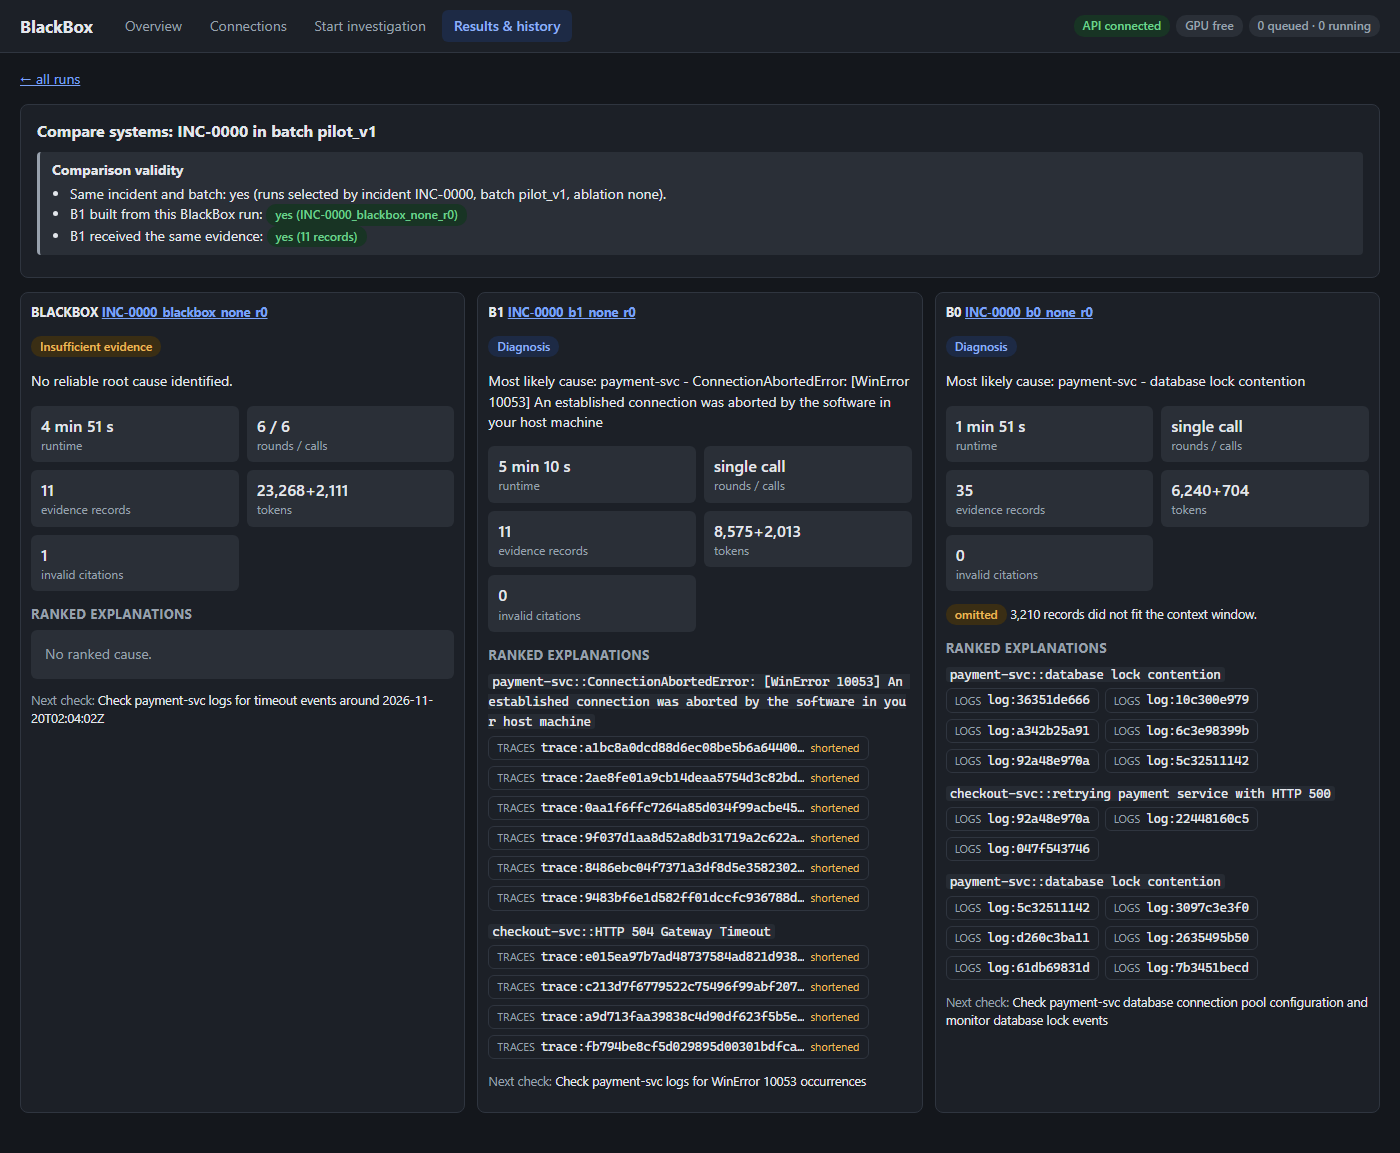 BlackBox
Overview
Connections
Start investigation
Results & history
API connected
GPU free
0 queued · 0 running
← all runs
Compare systems: INC-0000 in batch pilot_v1
Comparison validity
• Same incident and batch: yes (runs selected by incident INC-0000, batch pilot_v1, ablation none).
• B1 built from this BlackBox run: yes (INC-0000_blackbox_none_r0)
• B1 received the same evidence: yes (11 records)
BLACKBOX INC-0000_blackbox_none_r0
Insufficient evidence
No reliable root cause identified.
4 min 51 s
runtime
6 / 6
rounds / calls
11
evidence records
23,268+2,111
tokens
1
invalid citations
RANKED EXPLANATIONS
No ranked cause.
Next check: Check payment-svc logs for timeout events around 2026-11-
20T02:04:02Z
B1 INC-0000_b1_none_r0
Diagnosis
Most likely cause: payment-svc - ConnectionAbortedError: [WinError
10053] An established connection was aborted by the software in
your host machine
5 min 10 s
runtime
single call
rounds / calls
11
evidence records
8,575+2,013
tokens
0
invalid citations
RANKED EXPLANATIONS
payment-svc::ConnectionAbortedError: [WinError 10053] An
established connection was aborted by the software in you
r host machine
TRACES trace:a1bc8a0dcd88d6ec08be5b6a64400… shortened
TRACES trace:2ae8fe01a9cb14deaa5754d3c82bd… shortened
TRACES trace:0aa1f6ffc7264a85d034f99acbe45… shortened
TRACES trace:9f037d1aa8d52a8db31719a2c622a… shortened
TRACES trace:8486ebc04f7371a3df8d5e3582302… shortened
TRACES trace:9483bf6e1d582ff01dccfc936788d… shortened
checkout-svc::HTTP 504 Gateway Timeout
TRACES trace:e015ea97b7ad48737584ad821d938… shortened
TRACES trace:c213d7f6779522c75496f99abf207… shortened
TRACES trace:a9d713faa39838c4d90df623f5b5e… shortened
TRACES trace:fb794be8cf5d029895d00301bdfca… shortened
Next check: Check payment-svc logs for WinError 10053 occurrences
B0 INC-0000_b0_none_r0
Diagnosis
Most likely cause: payment-svc - database lock contention
1 min 51 s
runtime
single call
rounds / calls
35
evidence records
6,240+704
tokens
0
invalid citations
omitted 3,210 records did not fit the context window.
RANKED EXPLANATIONS
payment-svc::database lock contention
LOGS log:36351de666 LOGS log:10c300e979
LOGS log:a342b25a91 LOGS log:6c3e98399b
LOGS log:92a48e970a LOGS log:5c32511142
checkout-svc::retrying payment service with HTTP 500
LOGS log:92a48e970a LOGS log:22448160c5
LOGS log:047f543746
payment-svc::database lock contention
LOGS log:5c32511142 LOGS log:3097c3e3f0
LOGS log:d260c3ba11 LOGS log:2635495b50
LOGS log:61db69831d LOGS log:7b3451becd
Next check: Check payment-svc database connection pool configuration and
monitor database lock events